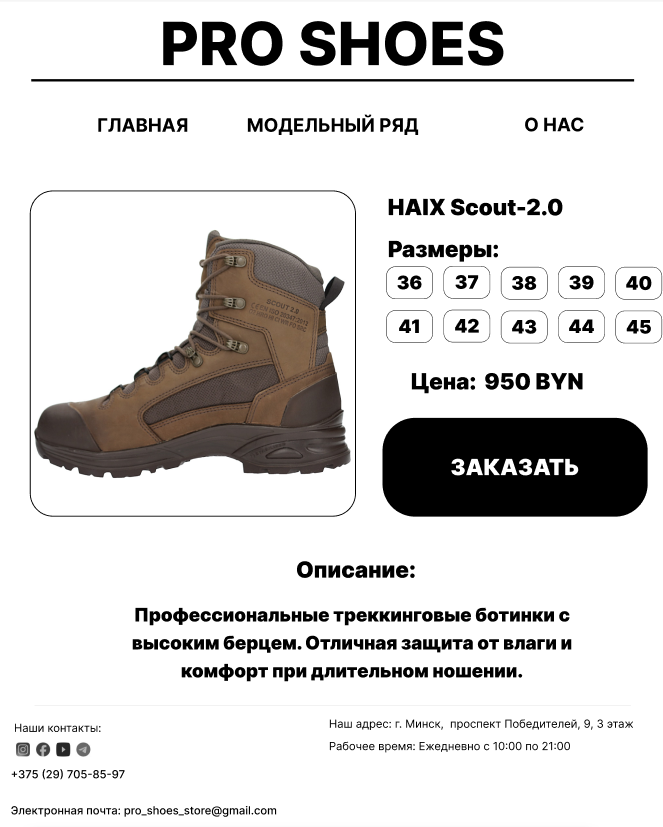 PRO SHOES
ГЛАВНАЯ МОДЕЛЬНЫЙ РЯД О НАС
HAIX Scout-2.0
Размеры:
36 37 38 39 40
41 42 43 44 45
Цена: 950 BYN
ЗАКАЗАТЬ
SCOUT 2.0
Описание:
Профессиональные треккинговые ботинки с
высоким берцем. Отличная защита от влаги и
комфорт при длительном ношении.
Наши контакты:
+375 (29) 705-85-97
Электронная почта: pro_shoes_store@gmail.com
Наш адрес: г. Минск, проспект Победителей, 9, 3 этаж
Рабочее время: Ежедневно с 10:00 по 21:00